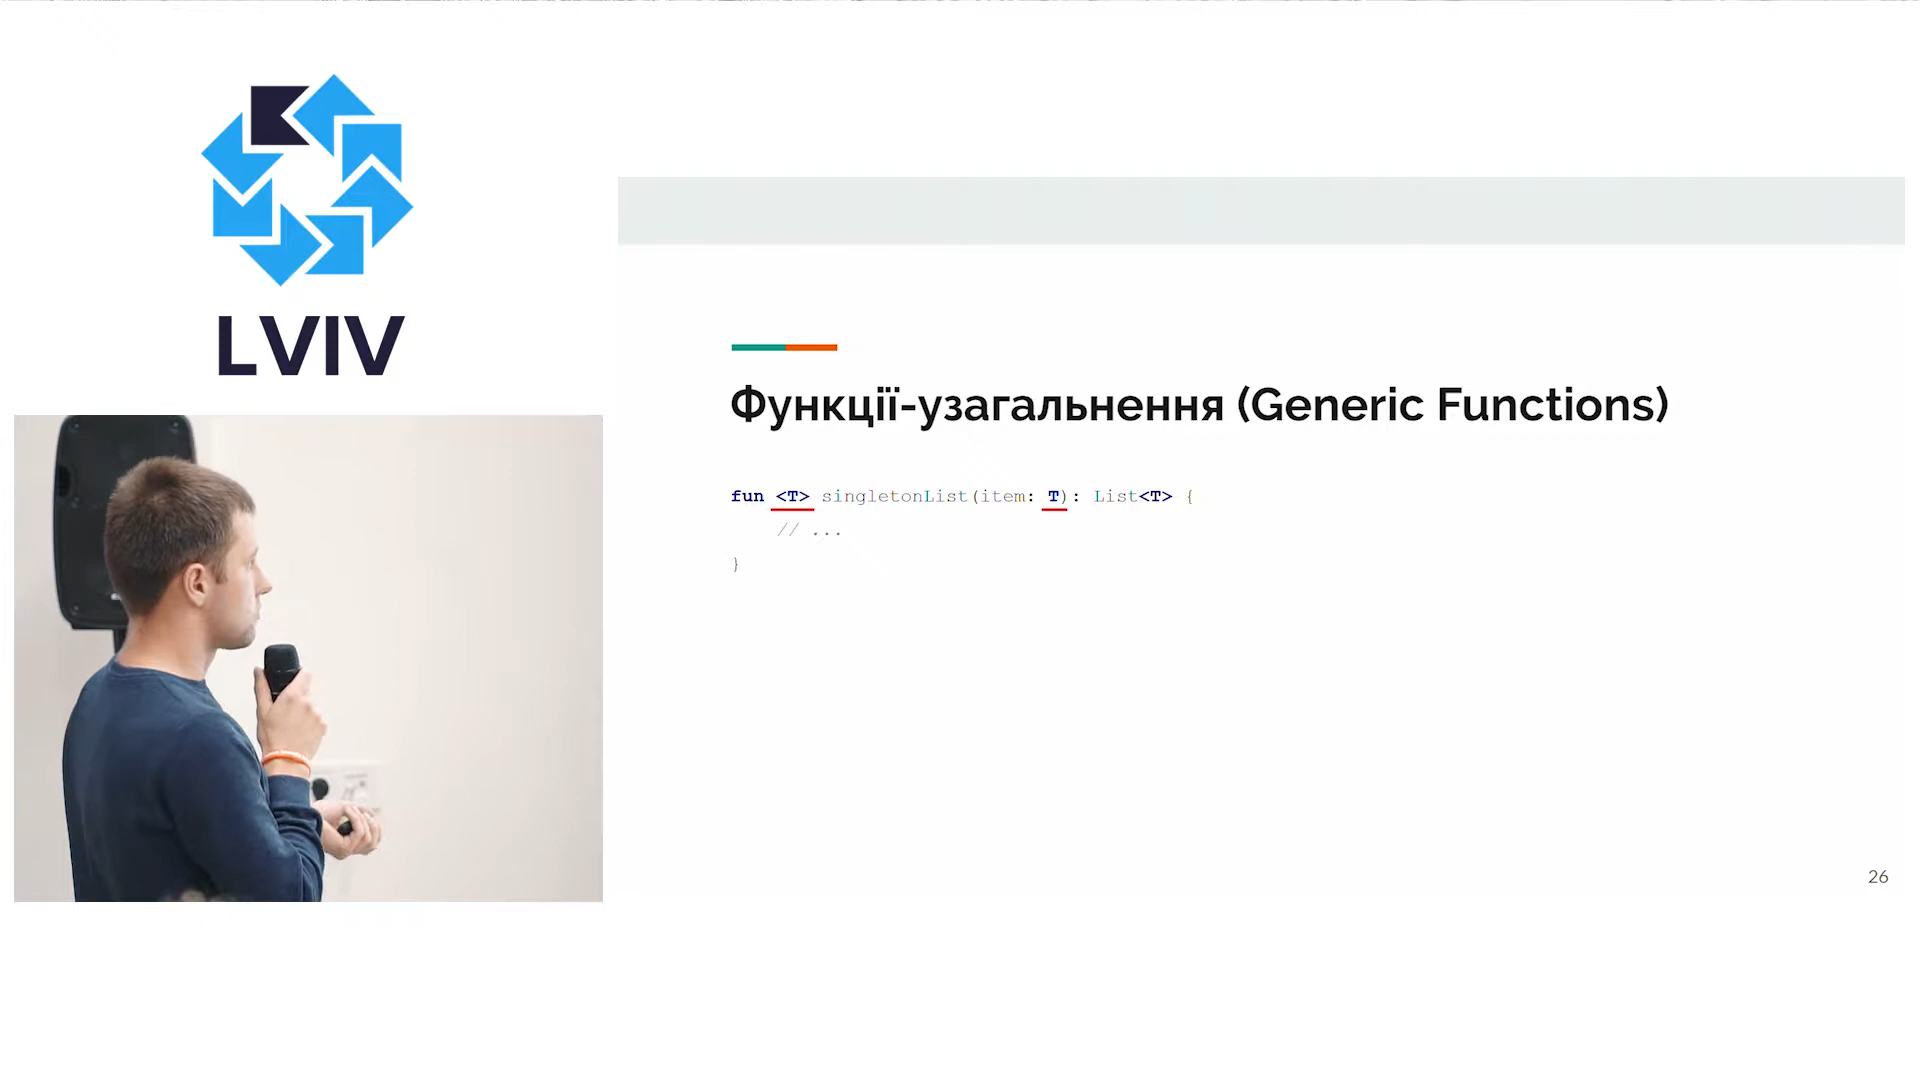 LVIV
Функції-узагальнення (Generic Functions)
fun <T> singletonList(item: T): List<T> {
// ...
}
26